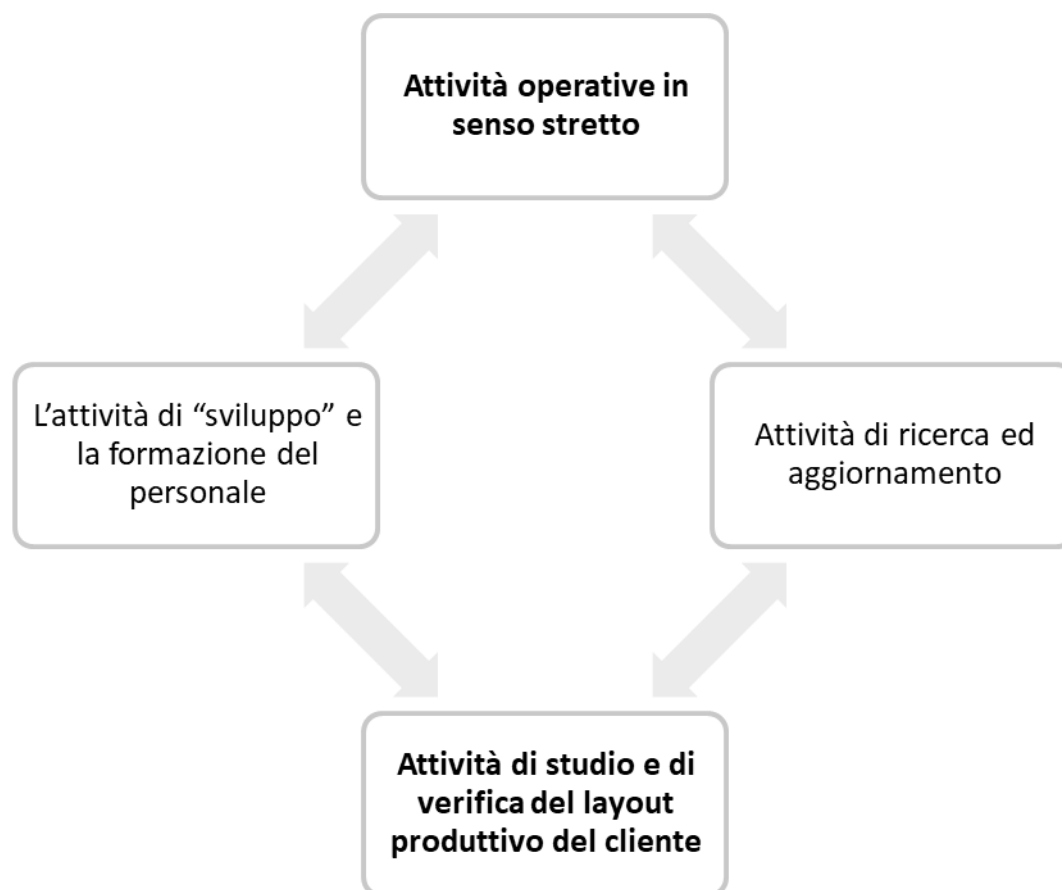 Attività operative in
senso stretto
L’attività di “sviluppo” e
la formazione del
personale
Attività di ricerca ed
aggiornamento
Attività di studio e di
verifica del layout
produttivo del cliente